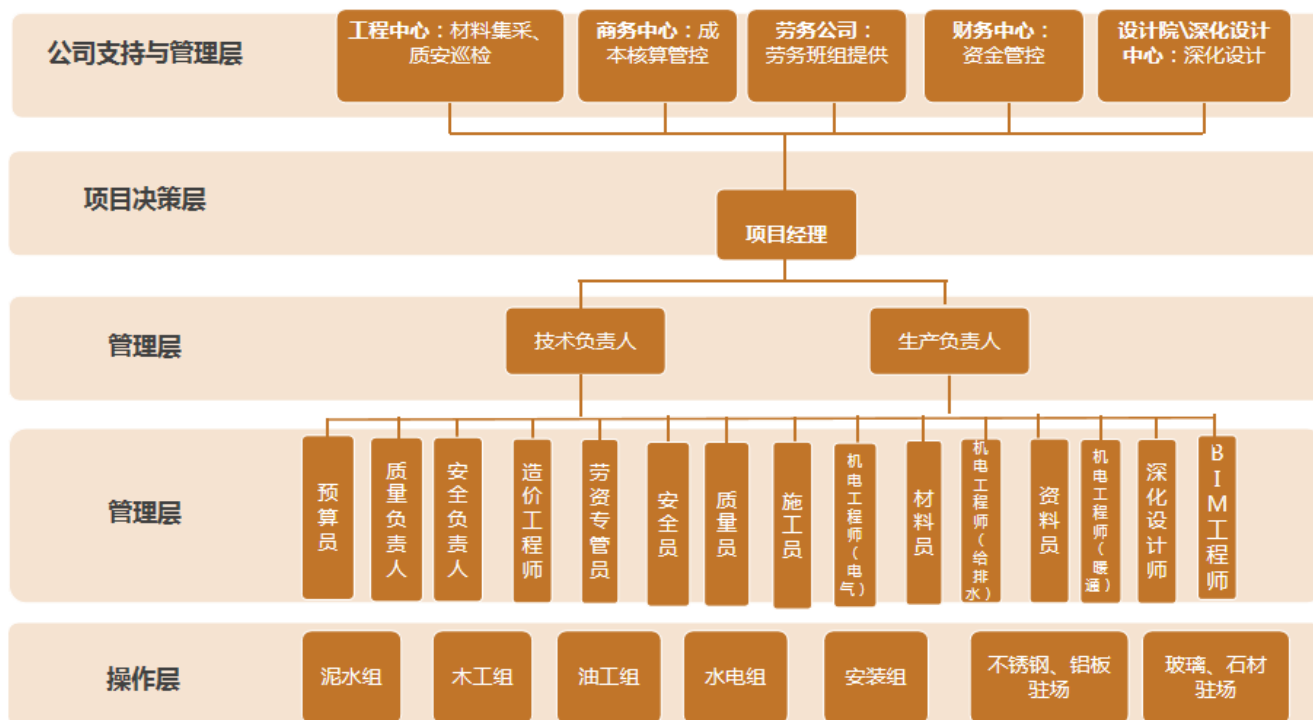 公司支持与管理层
工程中心：材料集采、
质安巡检
商务中心：成
本核算管控
劳务公司：
劳务班组提供
财务中心：
资金管控
设计院\深化设计
中心：深化设计
项目决策层
项目经理
管理层
技术负责人
生产负责人
管理层
预算员
质量负责人
安全负责人
造价工程师
劳资专管员
安全员
质量员
施工员
机电工程师（电气）
材料员
机电工程师（给排水）
资料员
机电工程师（暖通）
深化设计师
BIM工程师
操作层
泥水组
木工组
油工组
水电组
安装组
不锈钢、铝板
驻场
玻璃、石材
驻场